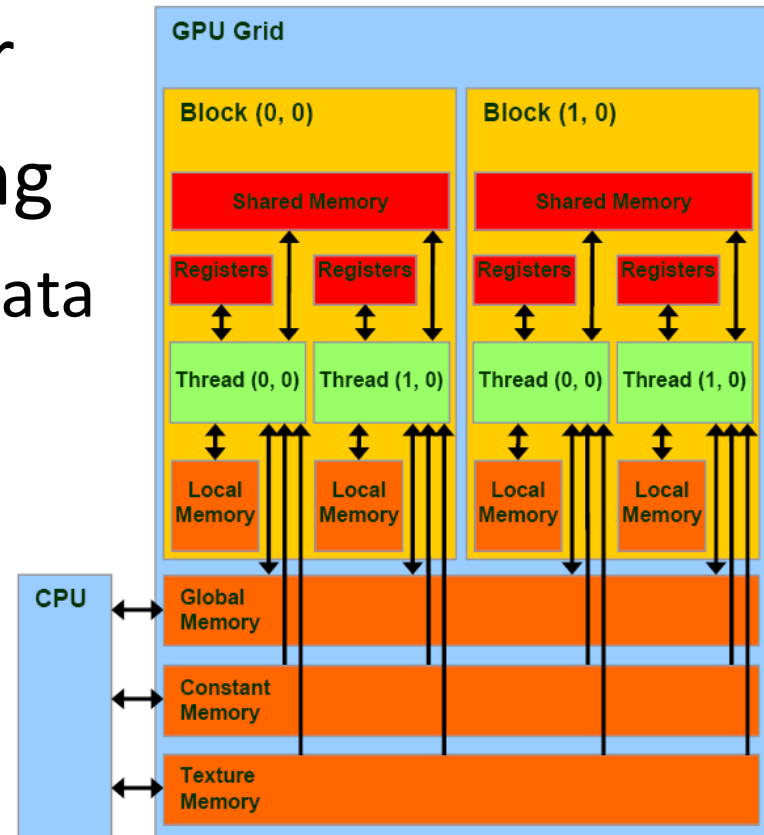 r
ng
ata
GPU Grid
Block (0, 0)
Block (1, 0)
Shared Memory
Shared Memory
Registers
Registers
Registers
Registers
Thread (0, 0)
Thread (1, 0)
Thread (0, 0)
Thread (1, 0)
Local
Memory
Local
Memory
Local
Memory
Local
Memory
CPU
Global
Memory
Constant
Memory
Texture
Memory